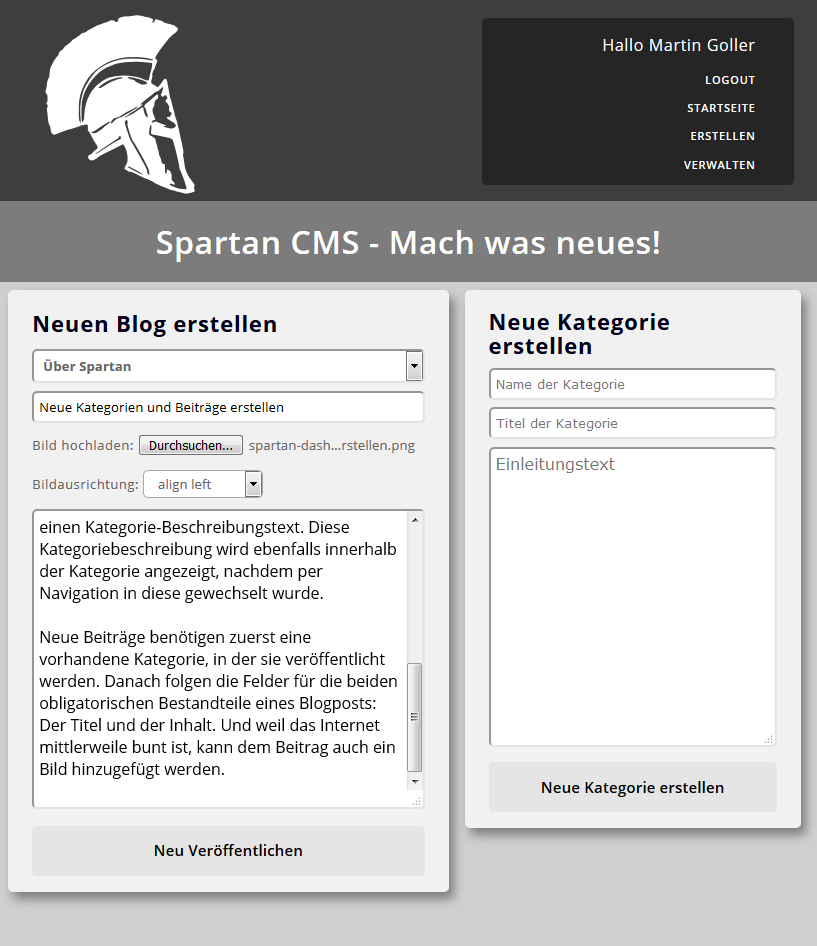 Hallo Martin Goller
LOGOUT
STARTSEITE
ERSTELLEN
VERWALTEN
Spartan CMS - Mach was neues!
Neuen Blog erstellen
Über Spartan
Neue Kategorien und Beiträge erstellen
Bild hochladen: Durchsuchen... spartan-dash...rstellen.png
Bildausrichtung: align left
einen Kategorie-Beschreibungstext. Diese
Kategoriebeschreibung wird ebenfalls innerhalb
der Kategorie angezeigt, nachdem per
Navigation in diese gewechselt wurde.
Neue Beiträge benötigen zuerst eine
vorhandene Kategorie, in der sie veröffentlicht
werden. Danach folgen die Felder für die beiden
obligatorischen Bestandteile eines Blogposts:
Der Titel und der Inhalt. Und weil das Internet
mittlerweile bunt ist, kann dem Beitrag auch ein
Bild hinzugefügt werden.
Neu Veröffentlichen
Neue Kategorie
erstellen
Name der Kategorie
Titel der Kategorie
Einleitungstext
Neue Kategorie erstellen